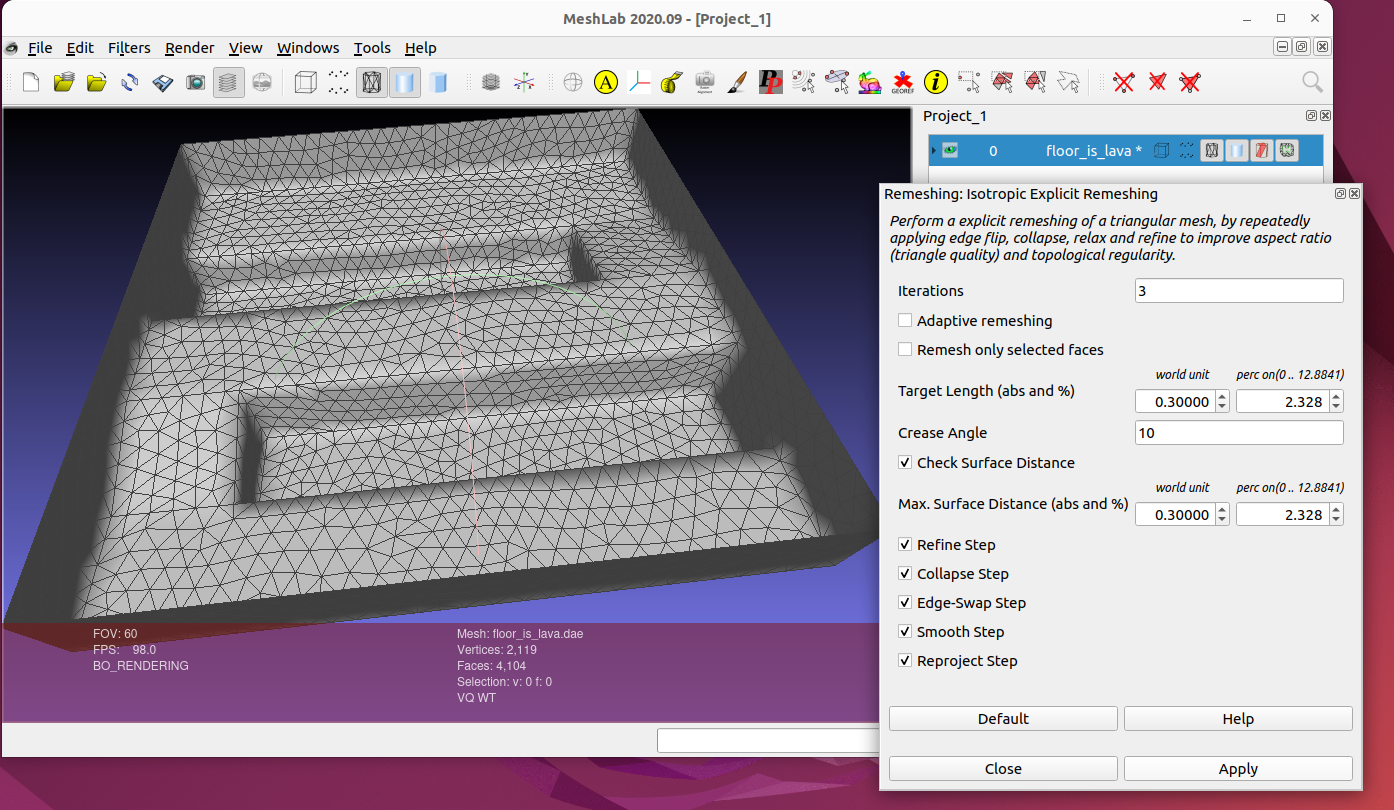 MeshLab 2020.09 - [Project_1]
File Edit Filters Render View Windows Tools Help
A
PP
GEOREF
i
Project_1
0 floor_is_lava *
Remeshing: Isotropic Explicit Remeshing
Perform a explicit remeshing of a triangular mesh, by repeatedly
applying edge flip, collapse, relax and refine to improve aspect ratio
(triangle quality) and topological regularity.
Iterations 3
Adaptive remeshing
Remesh only selected faces
world unit perc on(0 .. 12.8841)
Target Length (abs and %) 0.30000 2.328
Crease Angle 10
Check Surface Distance
world unit perc on(0 .. 12.8841)
Max. Surface Distance (abs and %) 0.30000 2.328
Refine Step
Collapse Step
Edge-Swap Step
Smooth Step
Reproject Step
Default Help
Close Apply
FOV: 60
FPS: 98.0
BO_RENDERING
Mesh: floor_is_lava.dae
Vertices: 2,119
Faces: 4,104
Selection: v: 0 f: 0
VQ WT